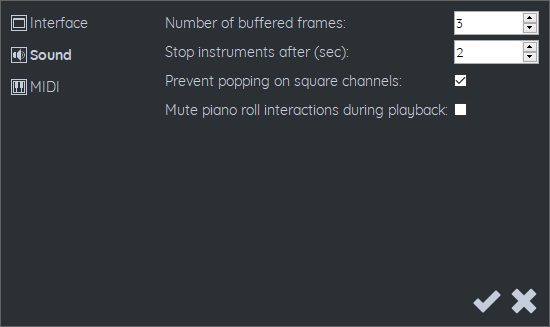 Interface
Sound
MIDI
Number of buffered frames: 3
Stop instruments after (sec): 2
Prevent popping on square channels:
Mute piano roll interactions during playback: